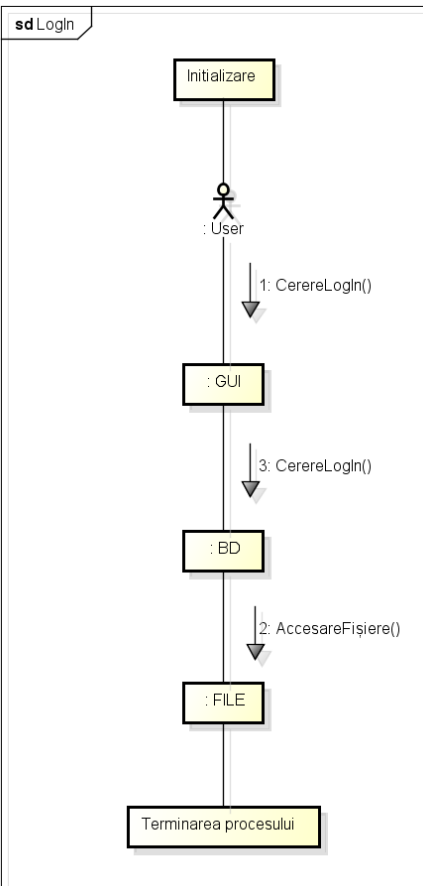 sd LogIn
Initializare
: User
1: CerereLogIn()
: GUI
3: CerereLogIn()
: BD
2: AccesareFișiere()
: FILE
Terminarea procesului